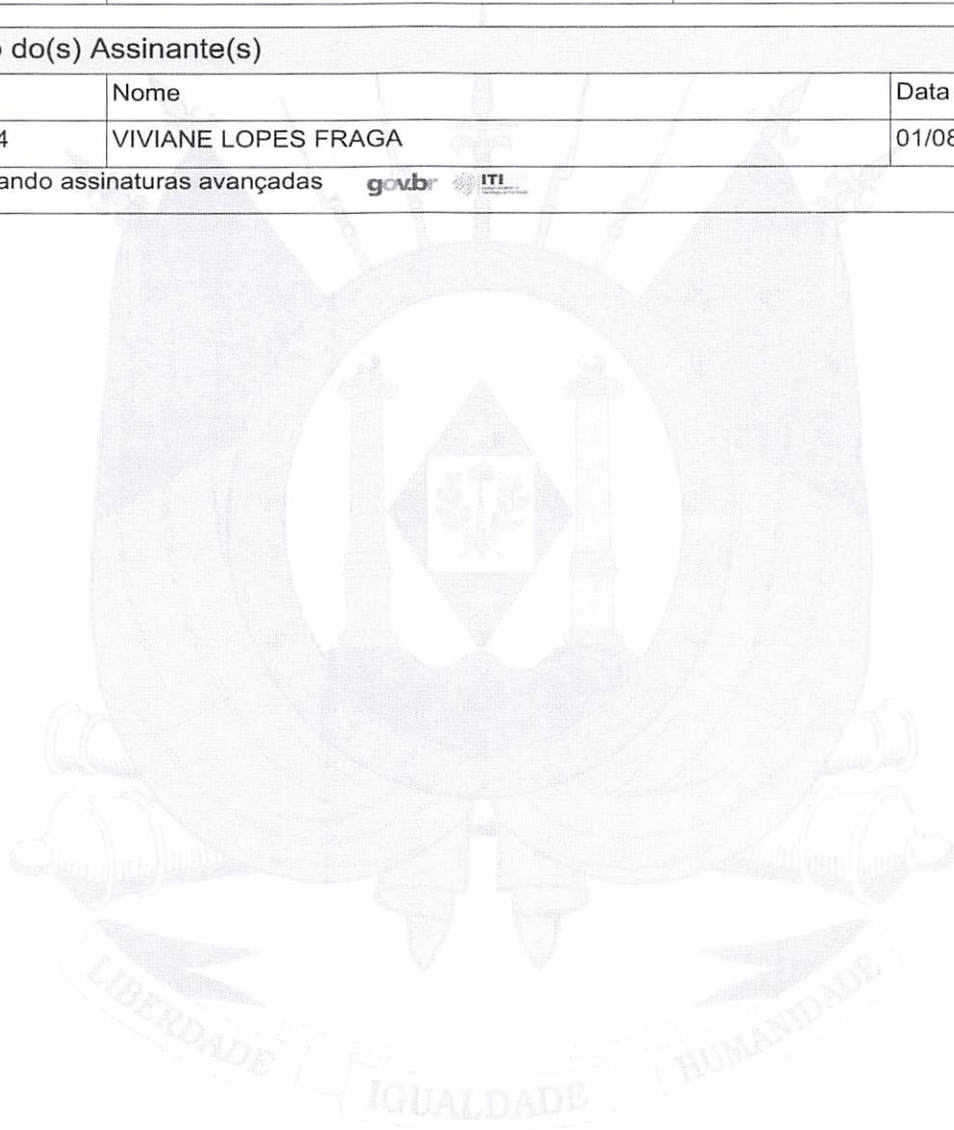 do(s) Assinante(s)
Nome Data
4 VIVIANE LOPES FRAGA 01/08
ando assinaturas avançadas gov.br ITI
LIBERDADE
IGUALDADE
HUMANIDADE